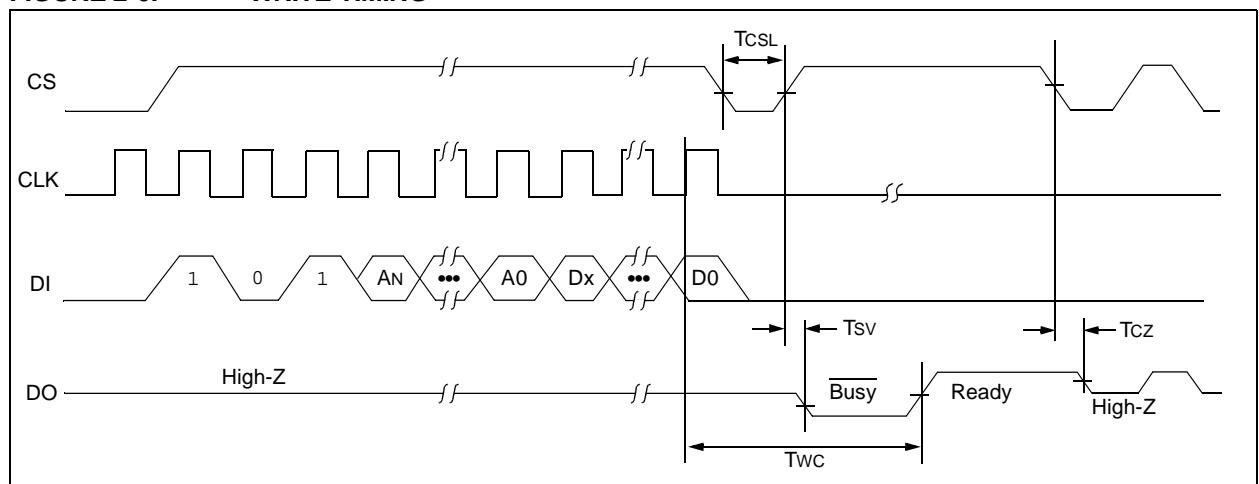 TCSL
CS
CLK
DI 1 0 1 AN ••• A0 Dx ••• D0
TSV TCZ
High-Z
DO Busy Ready High-Z
TWC